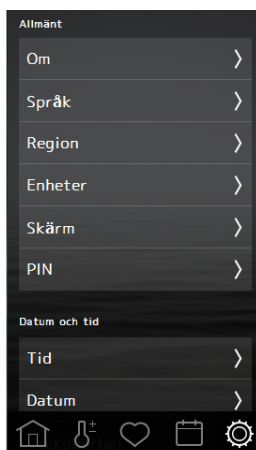 Allmänt
Om
Språk
Region
Enheter
Skärm
PIN
Datum och tid
Tid
Datum